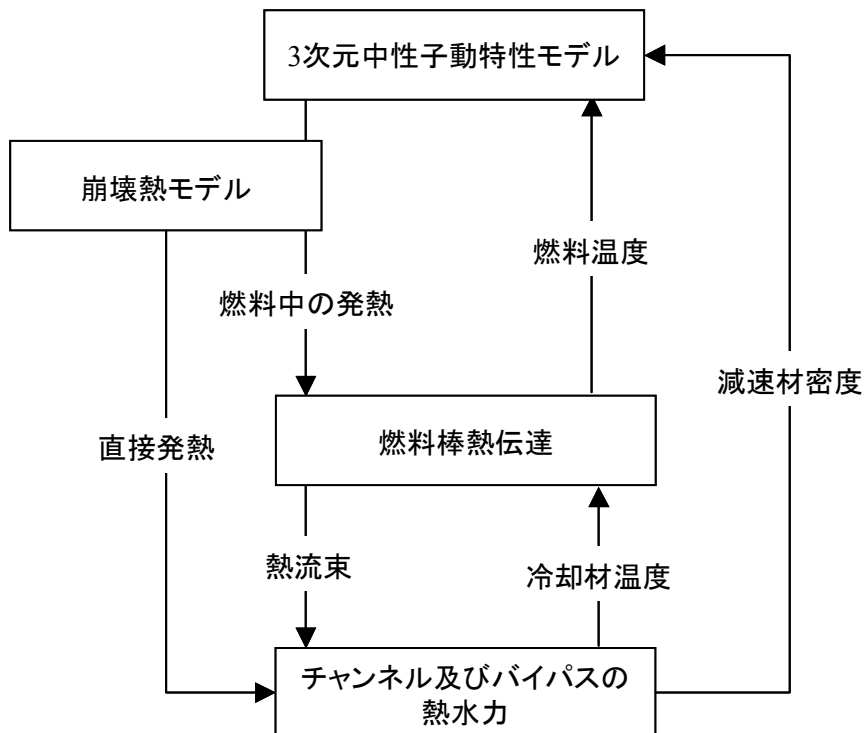 3次元中性子動特性モデル
崩壊熱モデル
燃料温度
燃料中の発熱
減速材密度
直接発熱
燃料棒熱伝達
熱流束
冷却材温度
チャンネル及びバイパスの
熱水力